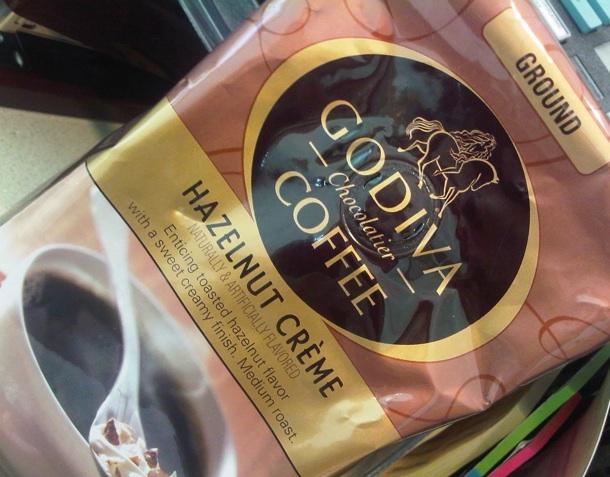 GROUND
GODIVA
Chocolatier
COFFEE
HAZELNUT CRÈME
NATURALLY & ARTIFICIALLY FLAVORED
Enticing toasted hazelnut flavor
with a sweet creamy finish. Medium roast.